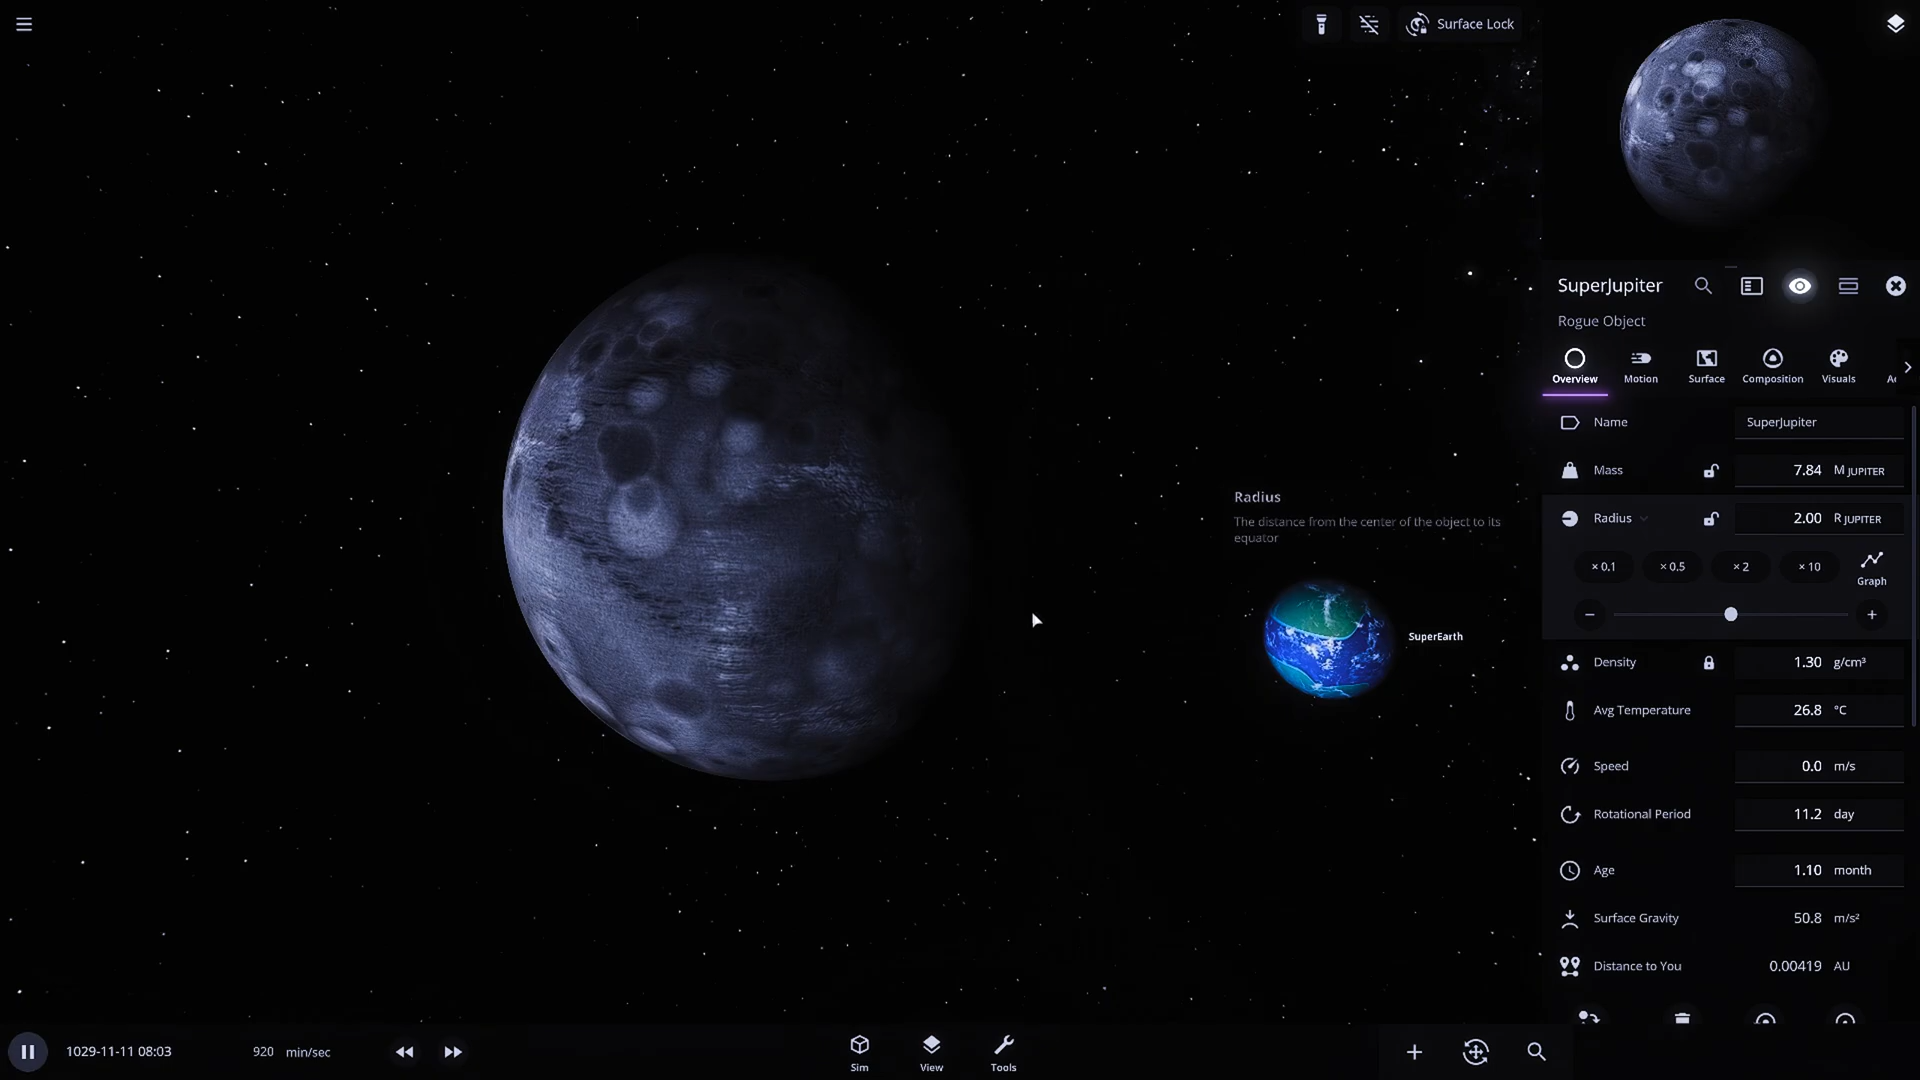 Surface Lock
SuperJupiter
Rogue Object
Overview
Motion
Surface
Composition
Visuals
Name
SuperJupiter
Mass
7.84 M JUPITER
Radius
2.00 R JUPITER
× 0.1
× 0.5
× 2
× 10
Graph
Radius
The distance from the center of the object to its
equator
SuperEarth
Density
1.30 g/cm³
Avg Temperature
26.8 °C
Speed
0.0 m/s
Rotational Period
11.2 day
Age
1.10 month
Surface Gravity
50.8 m/s²
Distance to You
0.00419 AU
1029-11-11 08:03
920 min/sec
Sim
View
Tools